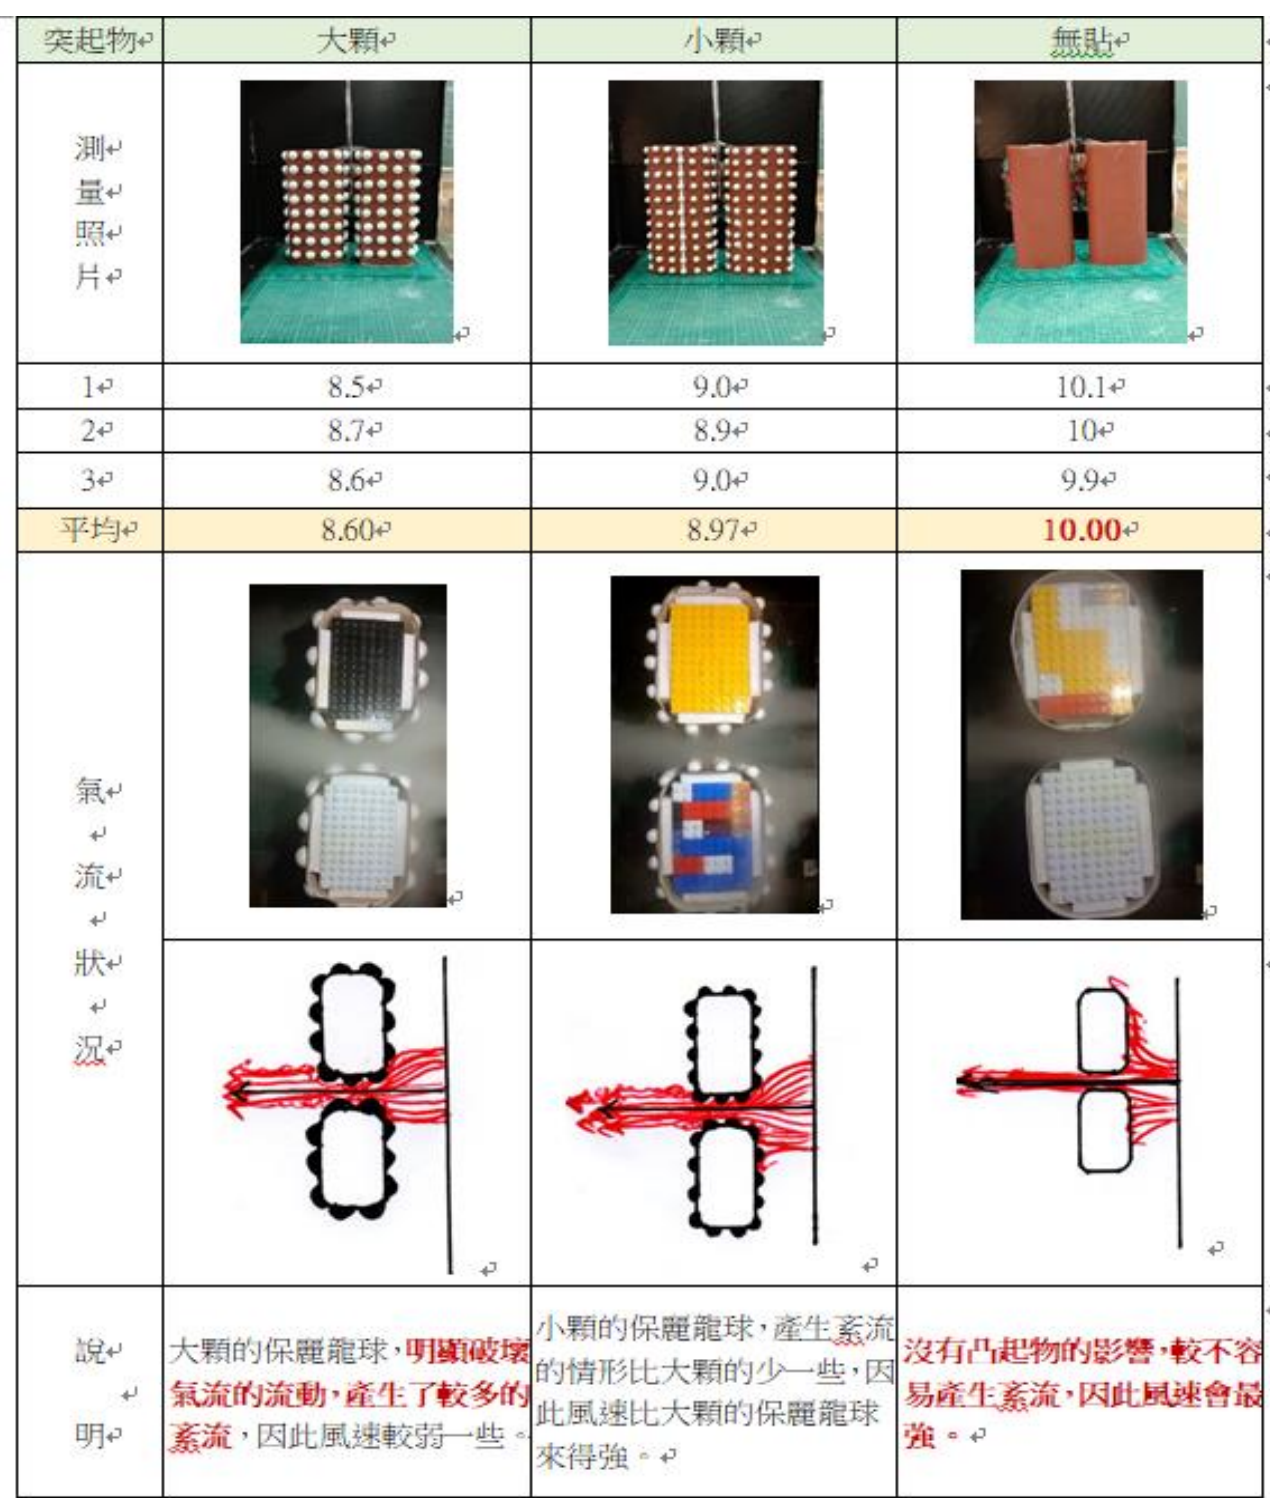 突起物 大顆 小顆 無貼
測
量
照
片
1 8.5 9.0 10.1
2 8.7 8.9 10
3 8.6 9.0 9.9
平均 8.60 8.97 10.00
氣
流
狀
況
說
明
大顆的保麗龍球，明顯破壞
氣流的流動，產生了較多的
紊流，因此風速較弱一些。
小顆的保麗龍球，產生紊流
的情形比大顆的少一些，因
此風速比大顆的保麗龍球
來得強。
沒有凸起物的影響，較不容
易產生紊流，因此風速會最
強。